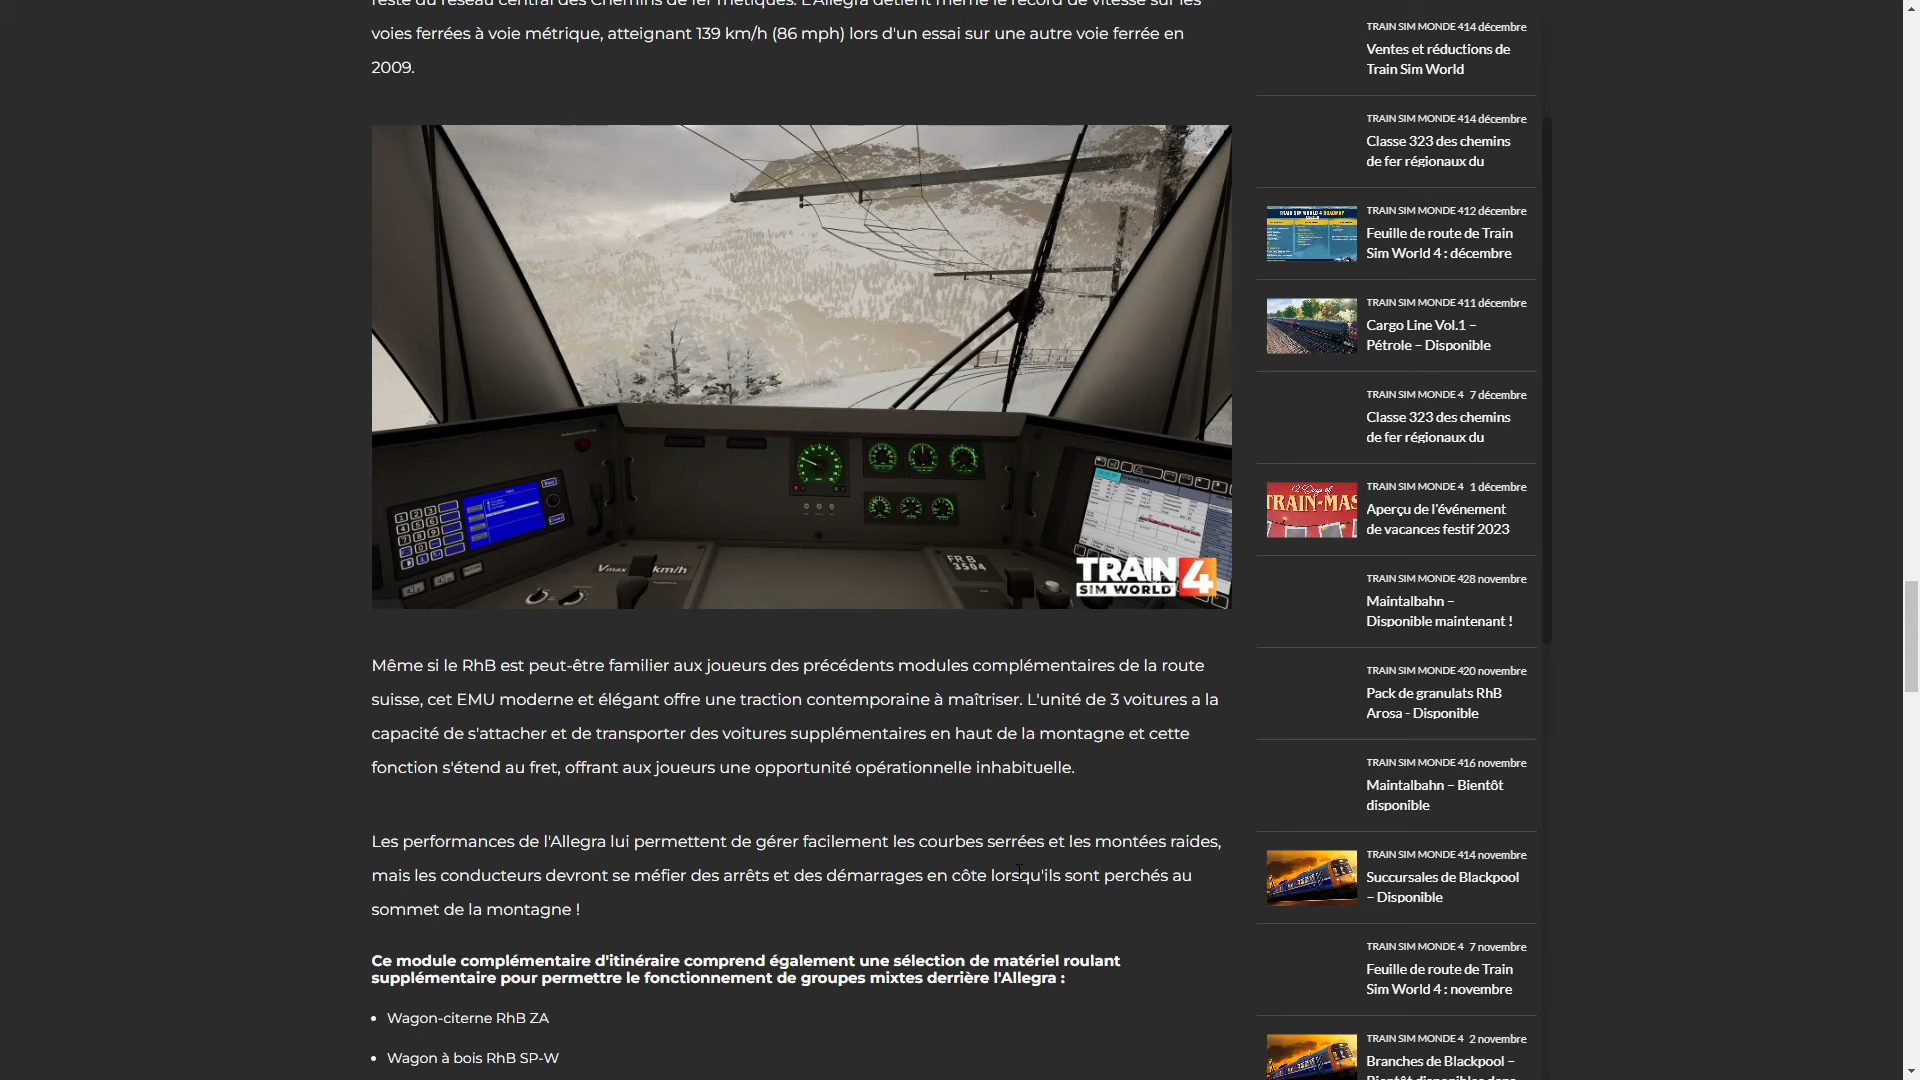 voies ferrées à voie métrique, atteignant 139 km/h (86 mph) lors d'un essai sur une autre voie ferrée en
2009.
Vmax
km/h
FR B
3504
TRAIN
SIM WORLD 4
Même si le RhB est peut-être familier aux joueurs des précédents modules complémentaires de la route
suisse, cet EMU moderne et élégant offre une traction contemporaine à maîtriser. L'unité de 3 voitures a la
capacité de s'attacher et de transporter des voitures supplémentaires en haut de la montagne et cette
fonction s'étend au fret, offrant aux joueurs une opportunité opérationnelle inhabituelle.
Les performances de l'Allegra lui permettent de gérer facilement les courbes serrées et les montées raides,
mais les conducteurs devront se méfier des arrêts et des démarrages en côte lorsqu'ils sont perchés au
sommet de la montagne !
Ce module complémentaire d'itinéraire comprend également une sélection de matériel roulant
supplémentaire pour permettre le fonctionnement de groupes mixtes derrière l'Allegra :
• Wagon-citerne RhB ZA
• Wagon à bois RhB SP-W
TRAIN SIM MONDE 4 14 décembre
Ventes et réductions de
Train Sim World
TRAIN SIM MONDE 4 14 décembre
Classe 323 des chemins
de fer régionaux du
TRAIN SIM WORLD 4 ROADMAP
TRAIN SIM MONDE 4 12 décembre
Feuille de route de Train
Sim World 4 : décembre
TRAIN SIM MONDE 4 11 décembre
Cargo Line Vol.1 –
Pétrole – Disponible
TRAIN SIM MONDE 4 7 décembre
Classe 323 des chemins
de fer régionaux du
12 Days of
TRAIN-MAS
TRAIN SIM MONDE 4 1 décembre
Aperçu de l'événement
de vacances festif 2023
TRAIN SIM MONDE 4 28 novembre
Maintalbahn –
Disponible maintenant !
TRAIN SIM MONDE 4 20 novembre
Pack de granulats RhB
Arosa - Disponible
TRAIN SIM MONDE 4 16 novembre
Maintalbahn – Bientôt
disponible
TRAIN SIM MONDE 4 14 novembre
Succursales de Blackpool
– Disponible
TRAIN SIM MONDE 4 7 novembre
Feuille de route de Train
Sim World 4 : novembre
TRAIN SIM MONDE 4 2 novembre
Branches de Blackpool –